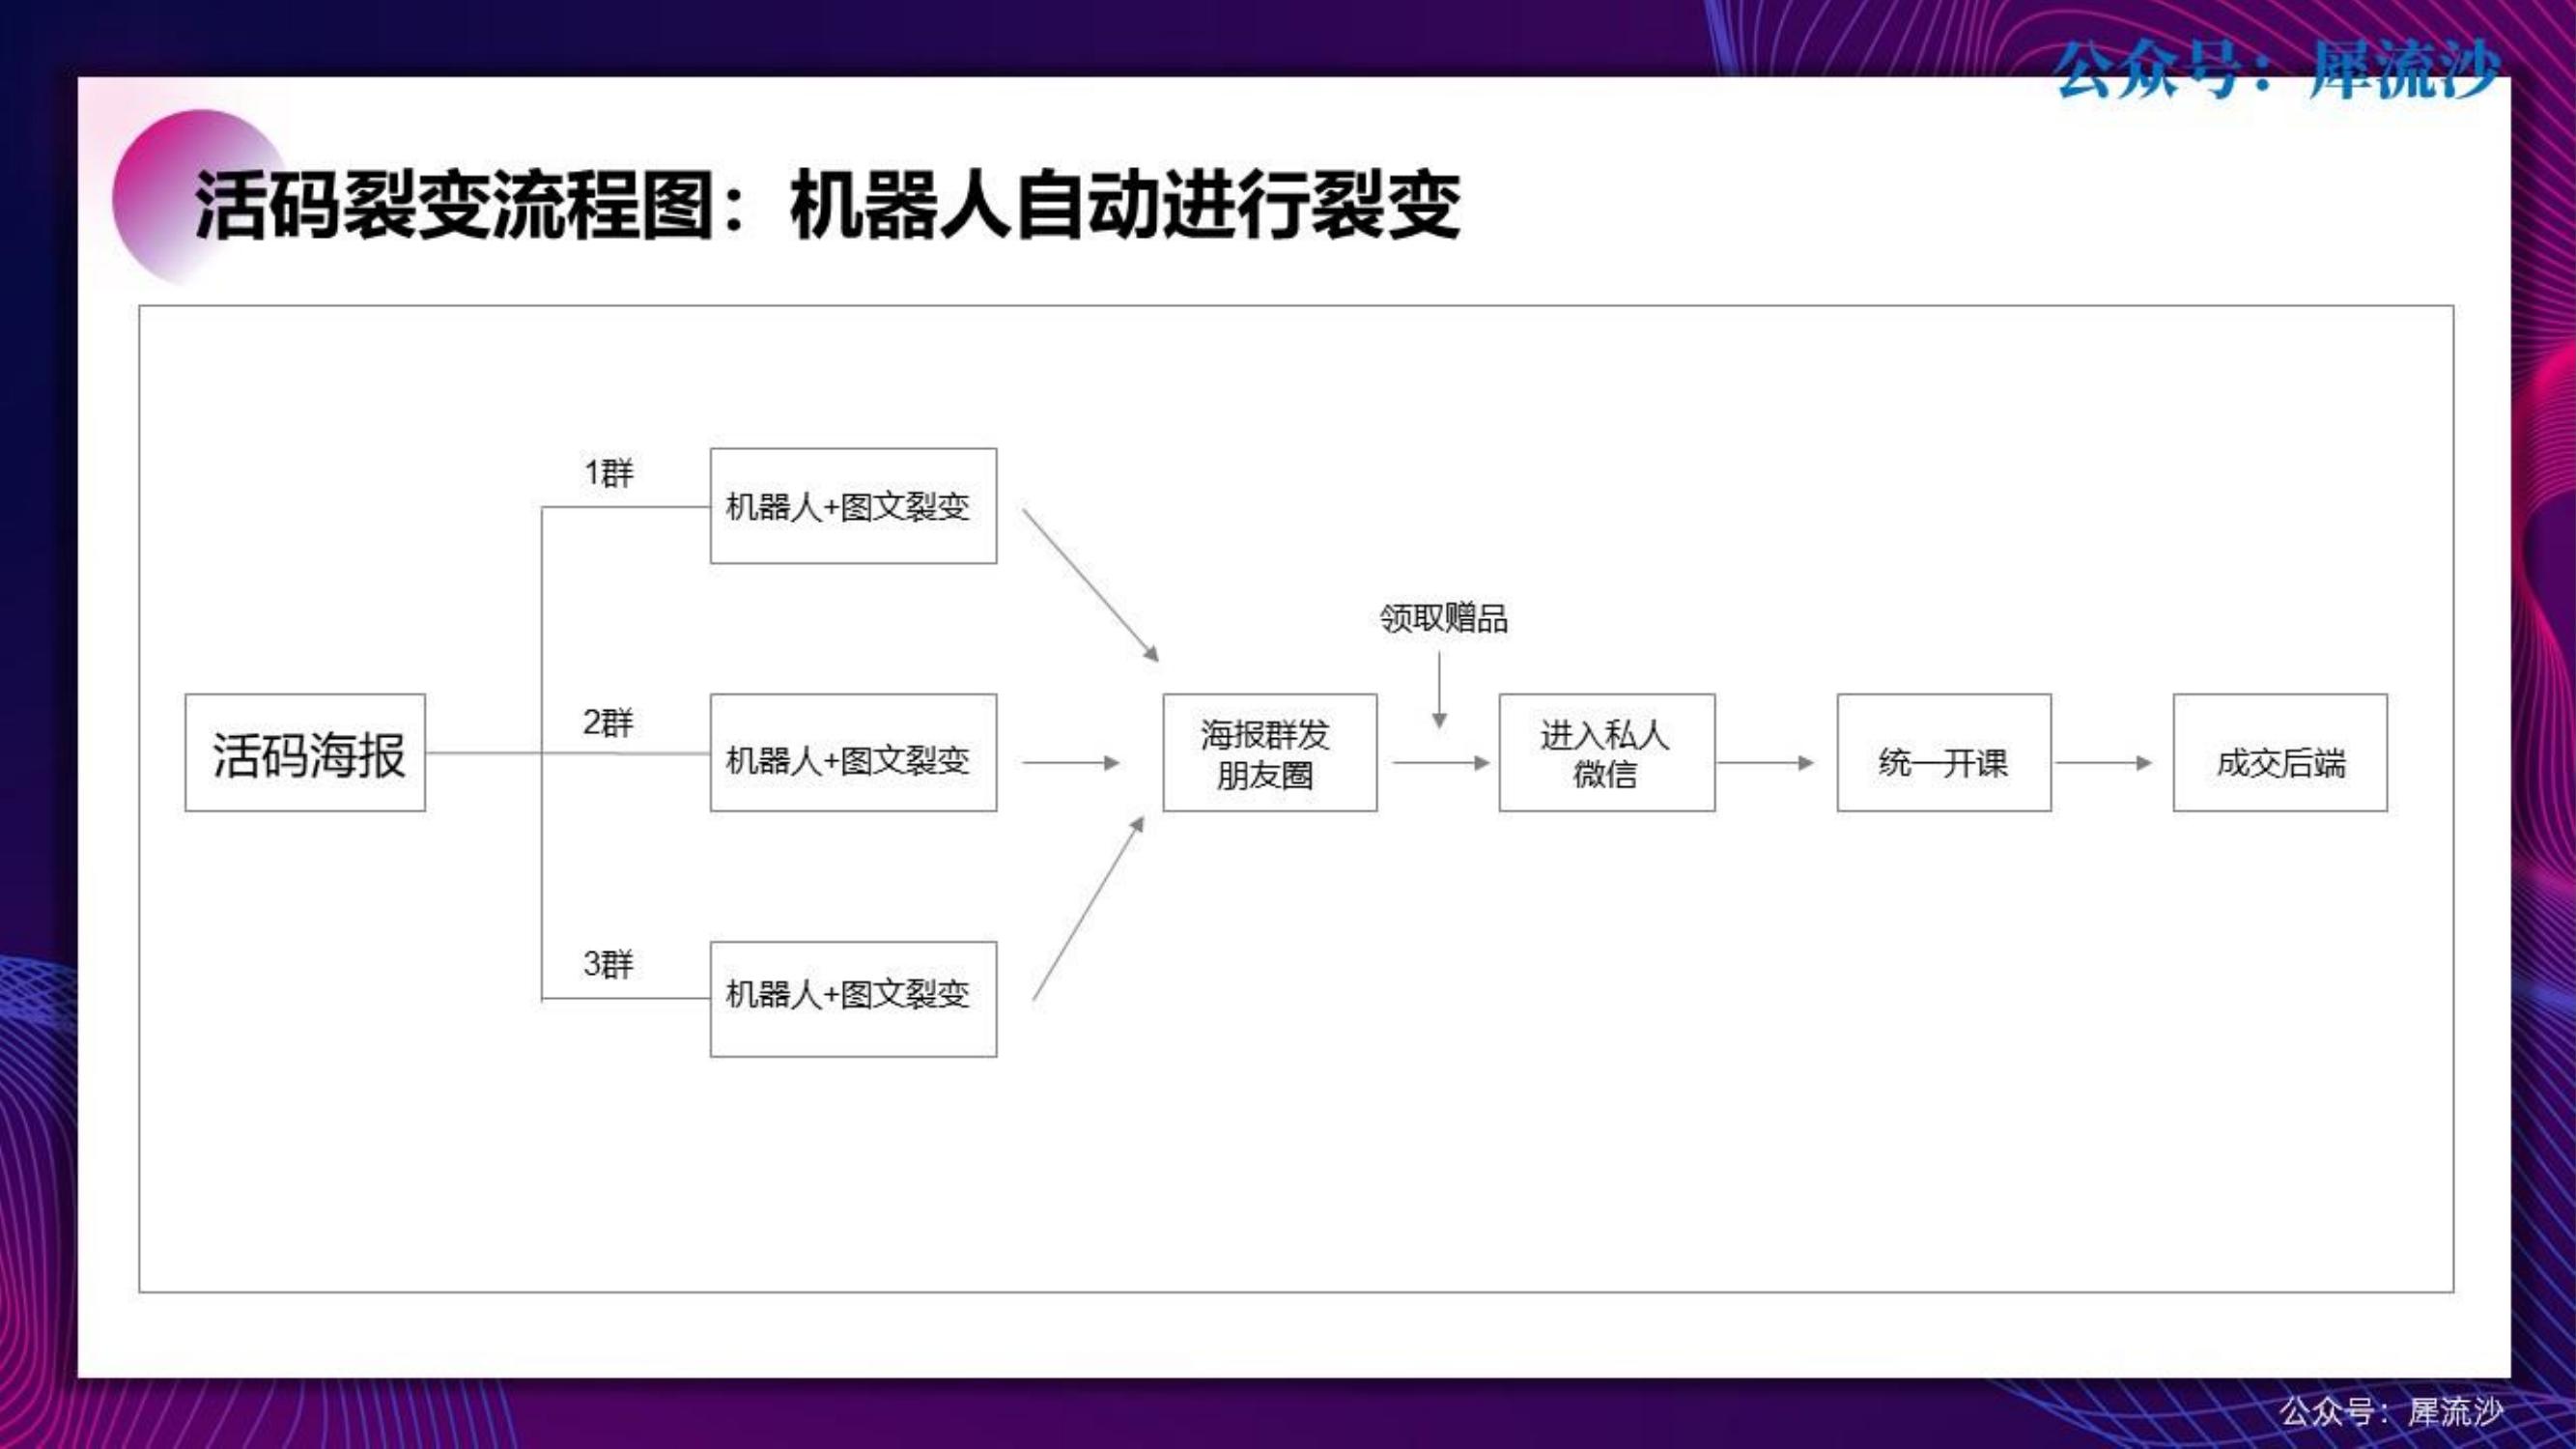 公众号：犀流沙
活码裂变流程图：机器人自动进行裂变
1群
机器人+图文裂变
领取赠品
活码海报
2群
机器人+图文裂变
海报群发
朋友圈
进入私人
微信
统一开课
成交后端
3群
机器人+图文裂变
公众号：犀流沙